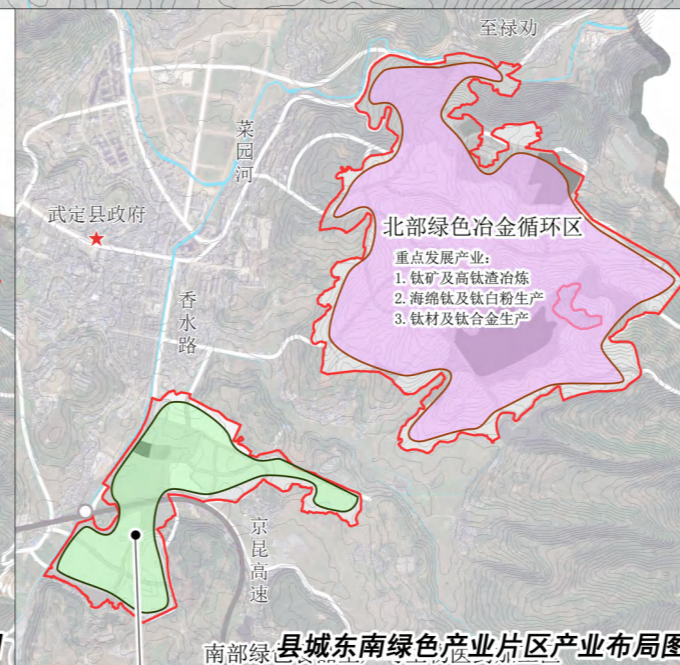 至禄劝
菜园河
武定县政府
北部绿色冶金循环区
重点发展产业：
1.钛矿及高钛渣冶炼
2.海绵钛及钛白粉生产
3.钛材及钛合金生产
香水路
京昆高速
南部绿色
县城东南绿色产业片区产业布局图